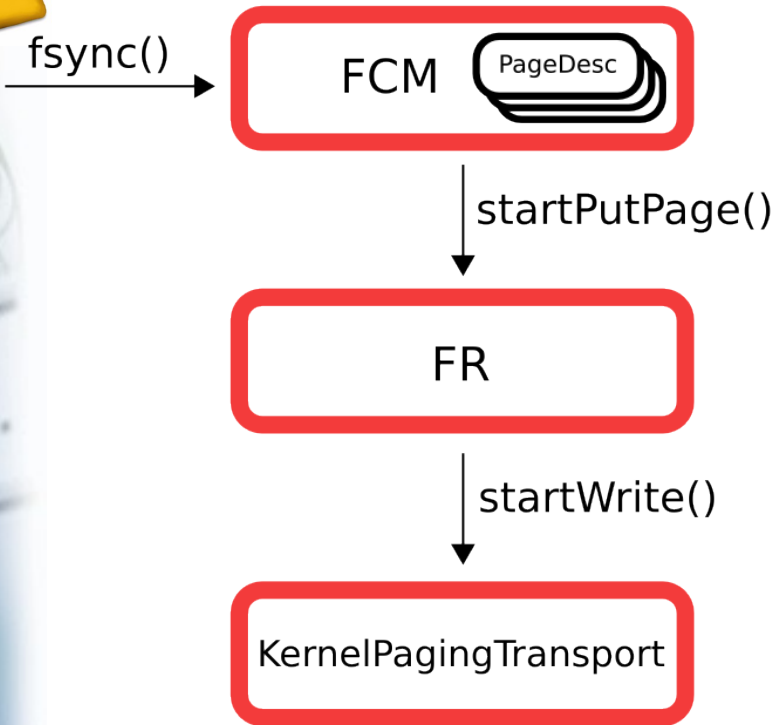 fsync()
FCM
PageDesc
startPutPage()
FR
startWrite()
KernelPagingTransport